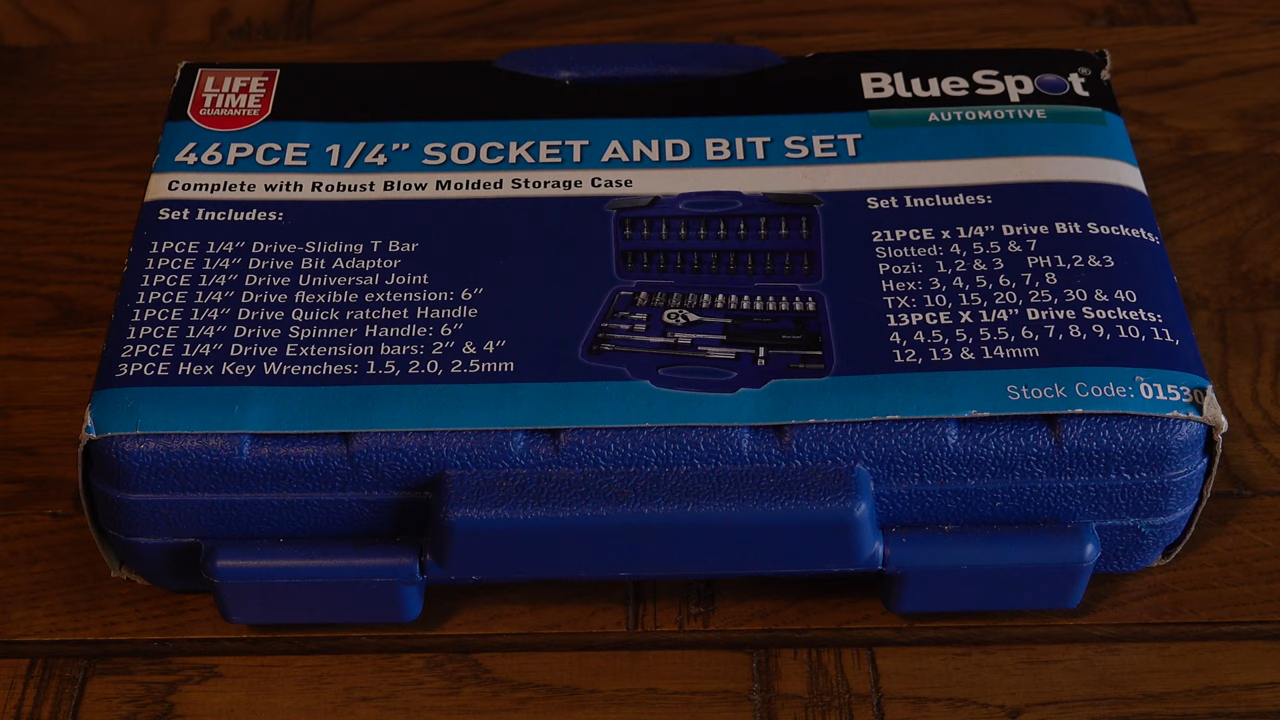 LIFE
TIME
GUARANTEE
BlueSpot®
AUTOMOTIVE
46PCE 1/4” SOCKET AND BIT SET
Complete with Robust Blow Molded Storage Case
Set Includes:
1PCE 1/4” Drive-Sliding T Bar
1PCE 1/4” Drive Bit Adaptor
1PCE 1/4” Drive Universal Joint
1PCE 1/4” Drive flexible extension: 6”
1PCE 1/4” Drive Quick ratchet Handle
1PCE 1/4” Drive Spinner Handle: 6”
2PCE 1/4” Drive Extension bars: 2” & 4”
3PCE Hex Key Wrenches: 1.5, 2.0, 2.5mm
Set Includes:
21PCE x 1/4” Drive Bit Sockets:
Slotted: 4, 5.5 & 7
Pozi: 1,2 & 3 PH1,2&3
Hex: 3, 4, 5, 6, 7, 8
TX: 10, 15, 20, 25, 30 & 40
13PCE X 1/4” Drive Sockets:
4, 4.5, 5, 5.5, 6, 7, 8, 9, 10, 11,
12, 13 & 14mm
Stock Code: 01530